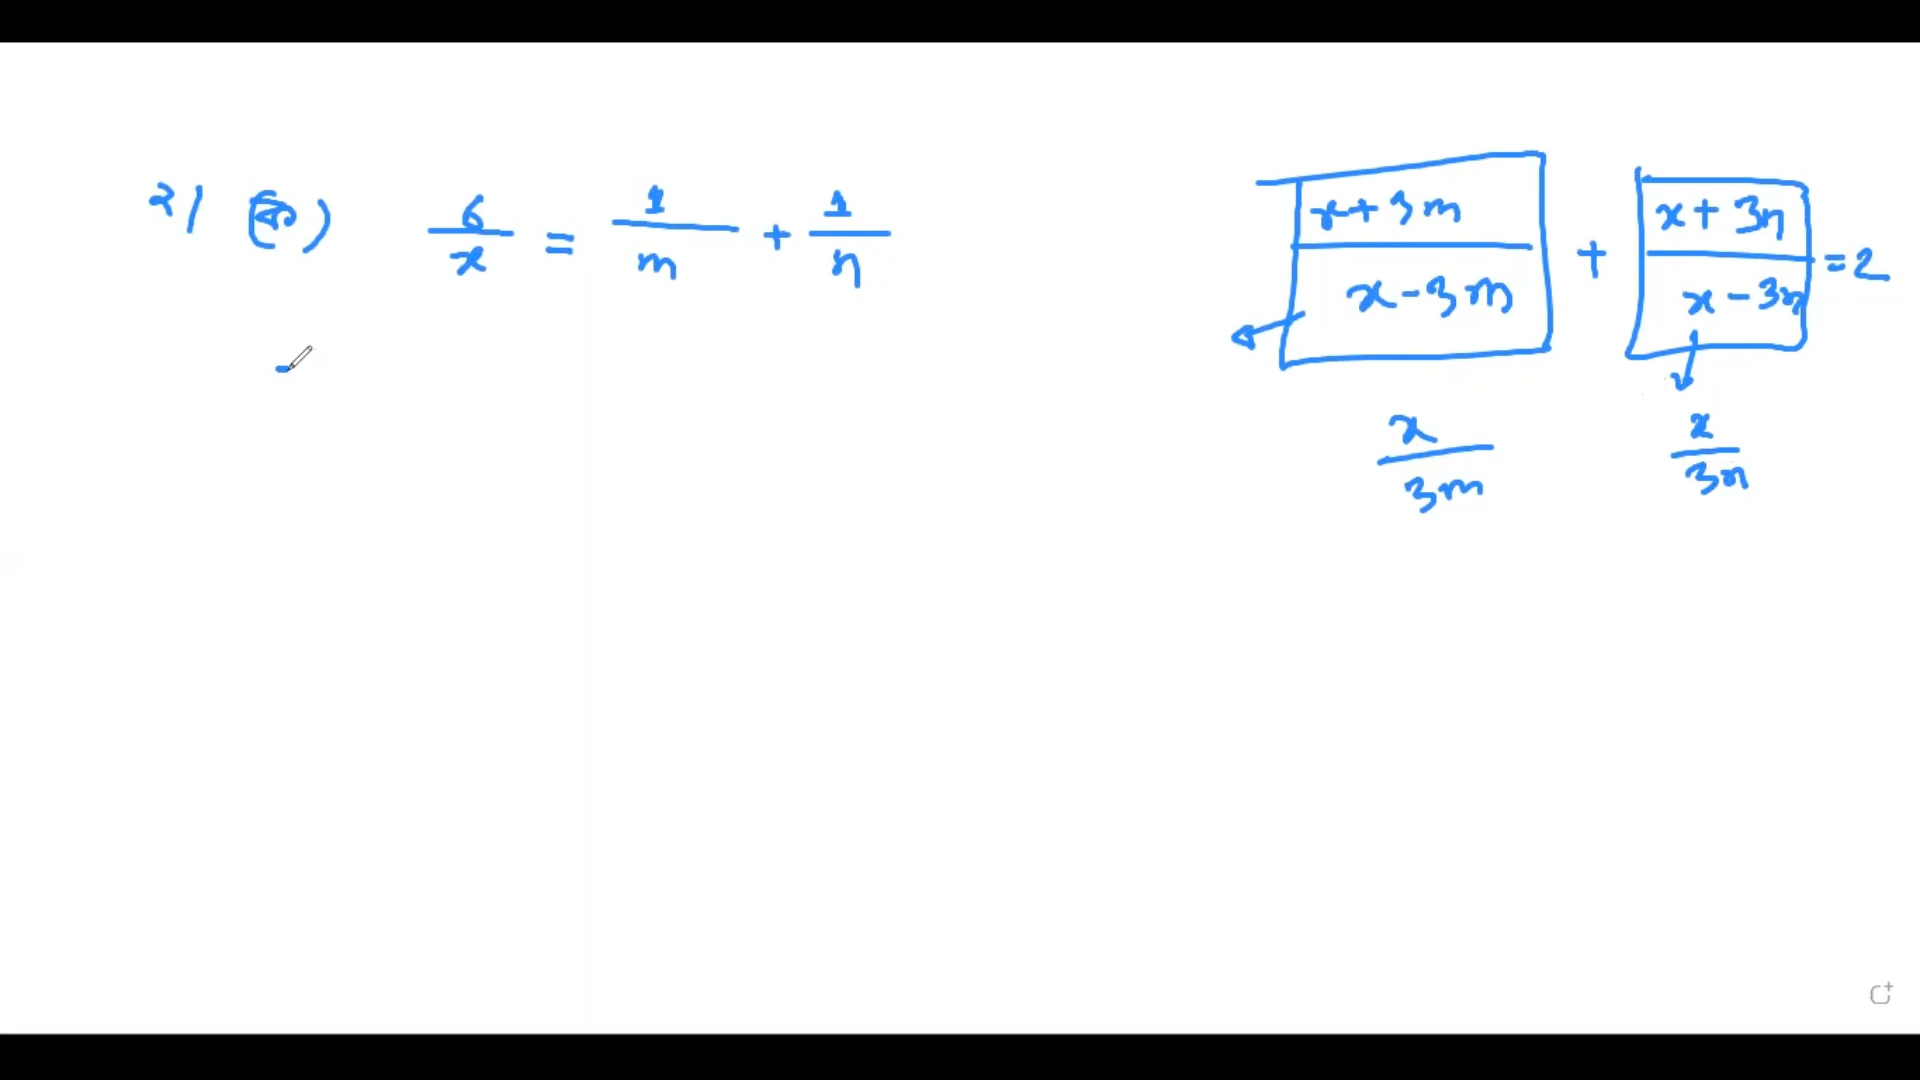 ২/ (ক) 6/x = 1/m + 1/n
x+3m/x-3m + x+3n/x-3n = 2
x/3m x/3n